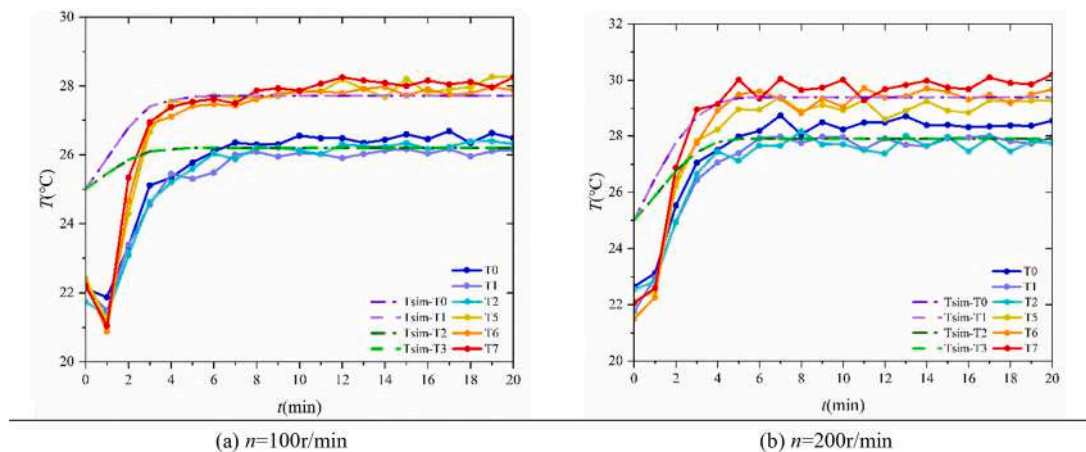 30
28
26
24
22
20
T(°C)
0 2 4 6 8 10 12 14 16 18 20
t(min)
T0
T1
Tsim-T0 T2
Tsim-T1 T5
Tsim-T2 T6
Tsim-T3 T7
(a) n=100r/min
32
30
28
26
24
22
20
T(°C)
0 2 4 6 8 10 12 14 16 18 20
t(min)
T0
T1
Tsim-T0 T2
Tsim-T1 T5
Tsim-T2 T6
Tsim-T3 T7
(b) n=200r/min